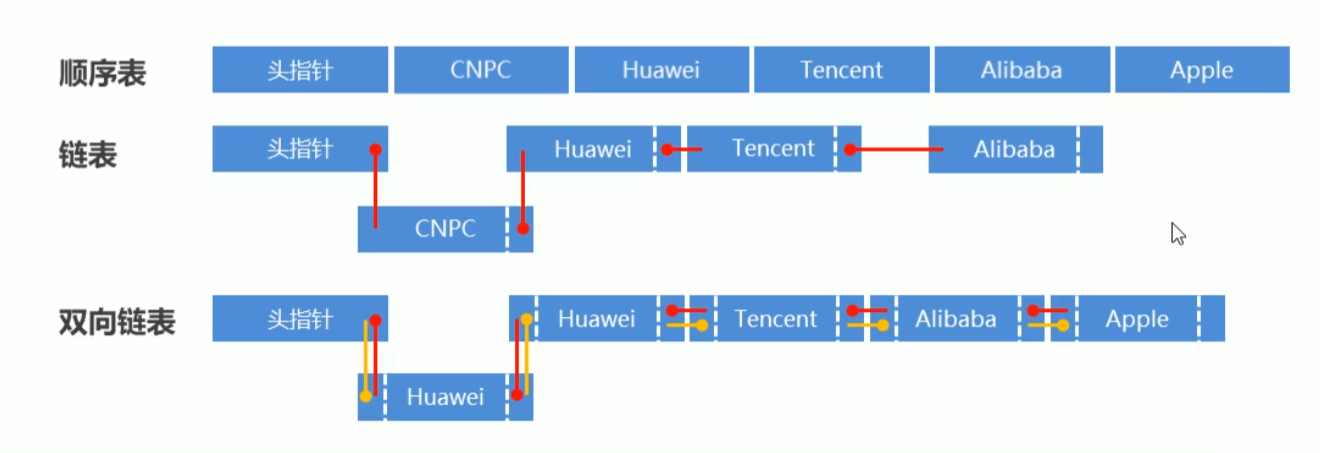 顺序表 头指针 CNPC Huawei Tencent Alibaba Apple
链表 头指针 Huawei Tencent Alibaba
CNPC
双向链表 头指针 Huawei Tencent Alibaba Apple
Huawei